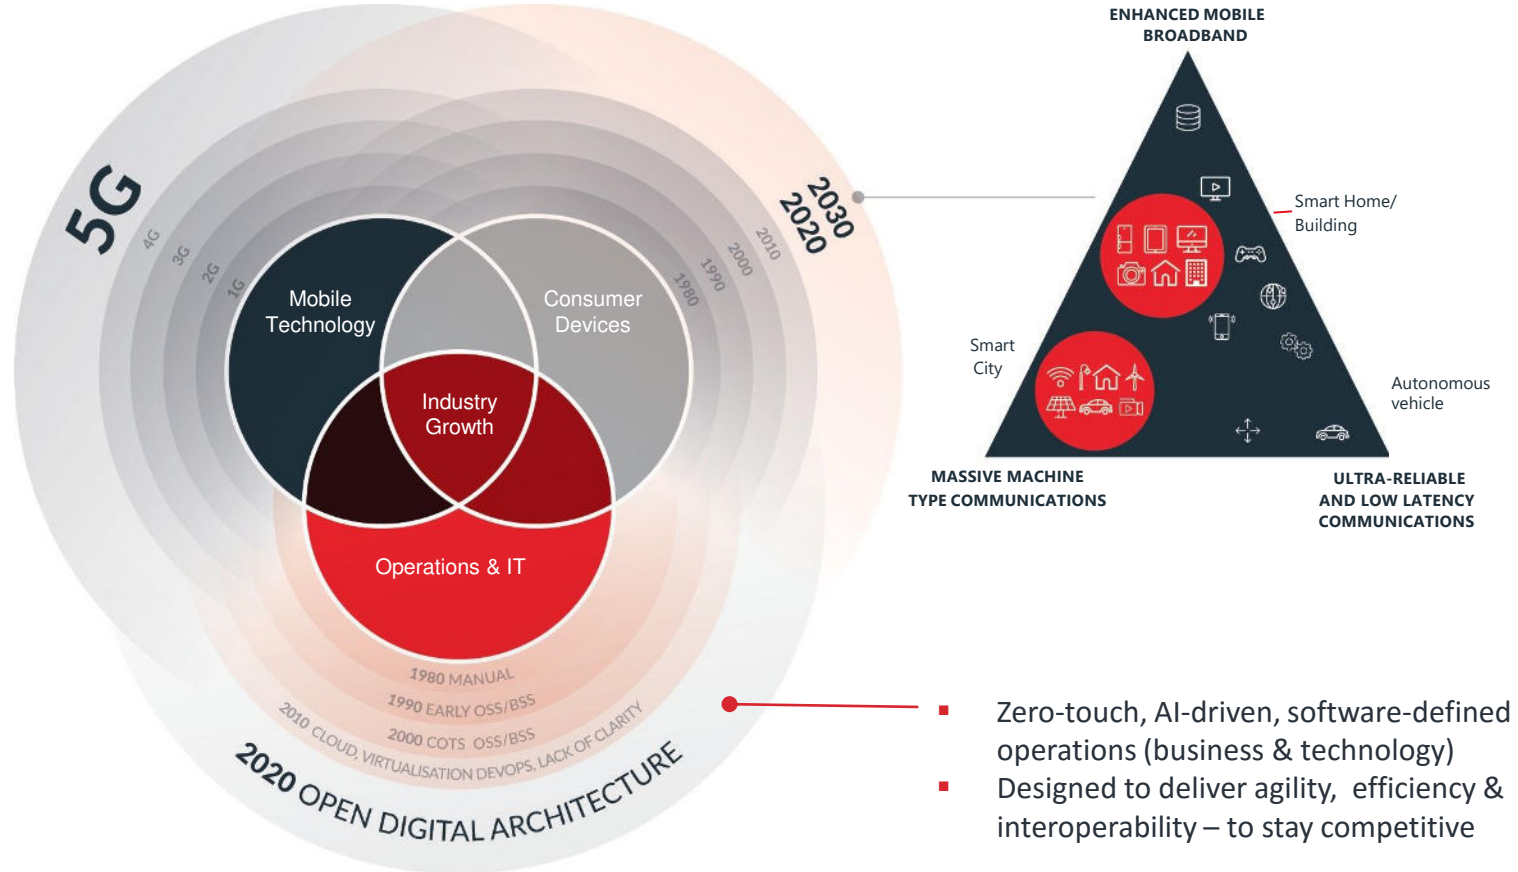 5G
4G
3G
2G
1G
2030
2020
2010
2000
1990
1980
Mobile
Technology
Consumer
Devices
Industry
Growth
Operations & IT
1980 MANUAL
1990 EARLY OSS/BSS
2000 COTS OSS/BSS
2010 CLOUD, VIRTUALISATION DEVOPS, LACK OF CLARITY
2020 OPEN DIGITAL ARCHITECTURE
ENHANCED MOBILE
BROADBAND
Smart Home/
Building
Smart
City
Autonomous
vehicle
MASSIVE MACHINE
TYPE COMMUNICATIONS
ULTRA-RELIABLE
AND LOW LATENCY
COMMUNICATIONS
▪ Zero-touch, AI-driven, software-defined
operations (business & technology)
▪ Designed to deliver agility, efficiency &
interoperability – to stay competitive